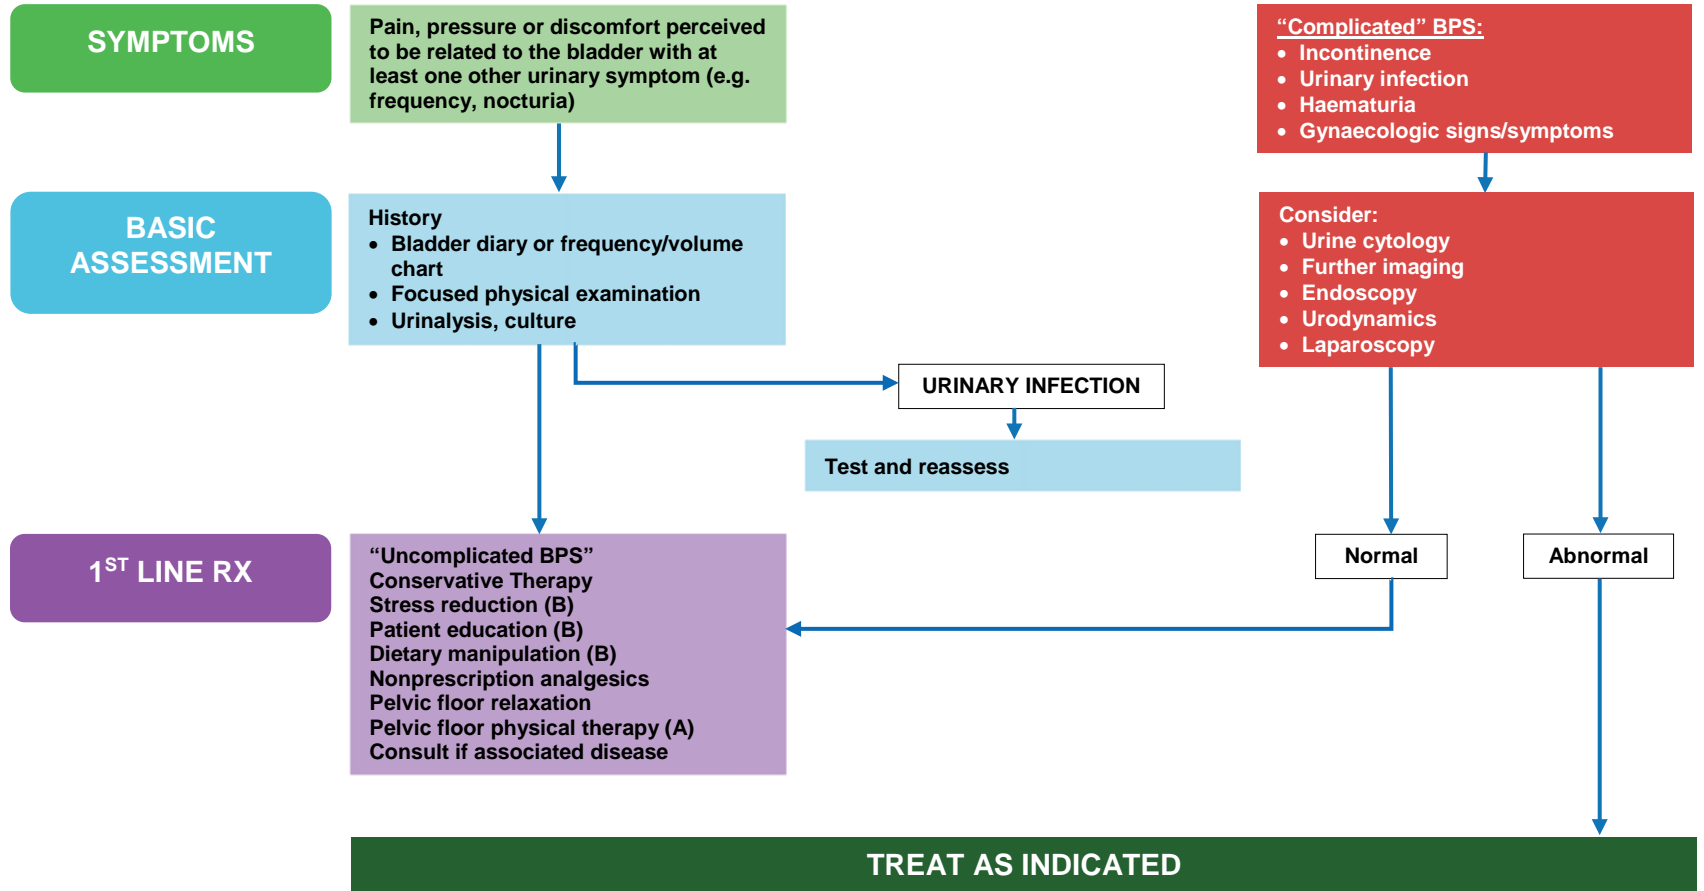 SYMPTOMS
Pain, pressure or discomfort perceived
to be related to the bladder with at
least one other urinary symptom (e.g.
frequency, nocturia)
“Complicated” BPS:
• Incontinence
• Urinary infection
• Haematuria
• Gynaecologic signs/symptoms
BASIC
ASSESSMENT
History
• Bladder diary or frequency/volume
chart
• Focused physical examination
• Urinalysis, culture
Consider:
• Urine cytology
• Further imaging
• Endoscopy
• Urodynamics
• Laparoscopy
URINARY INFECTION
Test and reassess
1ST LINE RX
“Uncomplicated BPS”
Conservative Therapy
Stress reduction (B)
Patient education (B)
Dietary manipulation (B)
Nonprescription analgesics
Pelvic floor relaxation
Pelvic floor physical therapy (A)
Consult if associated disease
Normal
Abnormal
TREAT AS INDICATED